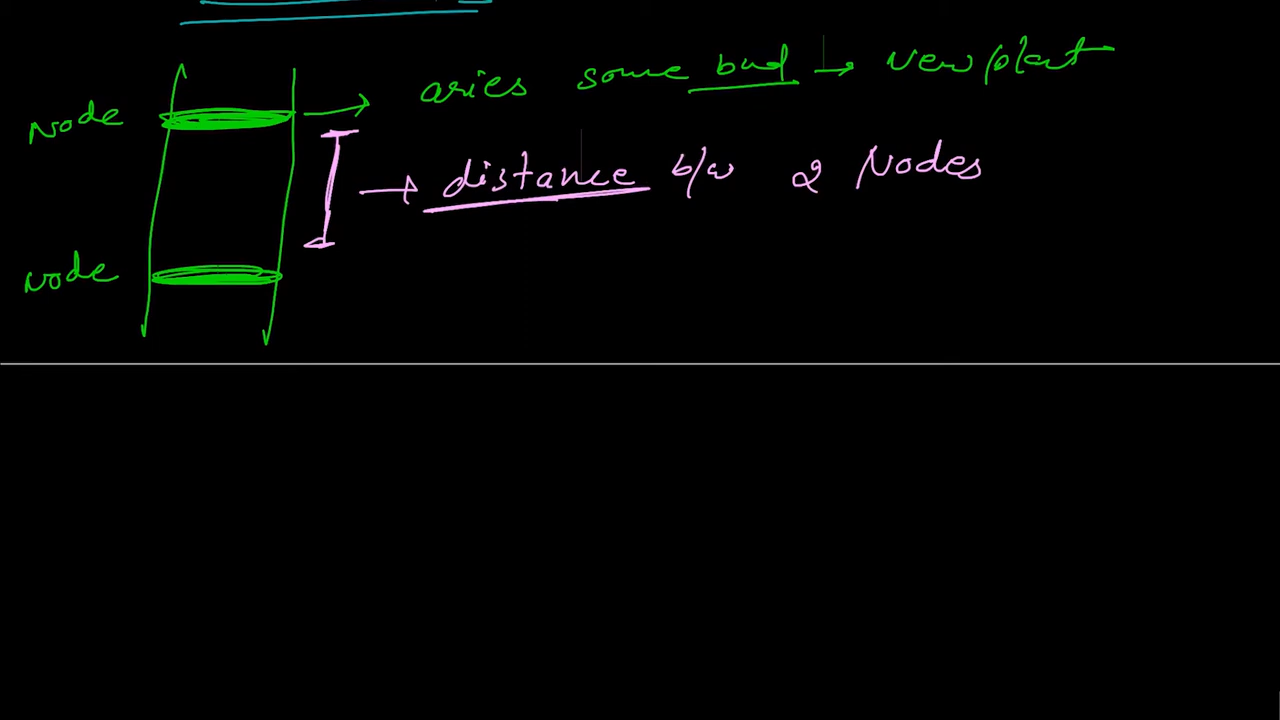 Node → aries some bud → New plant
→ distance b/w 2 Nodes
Node